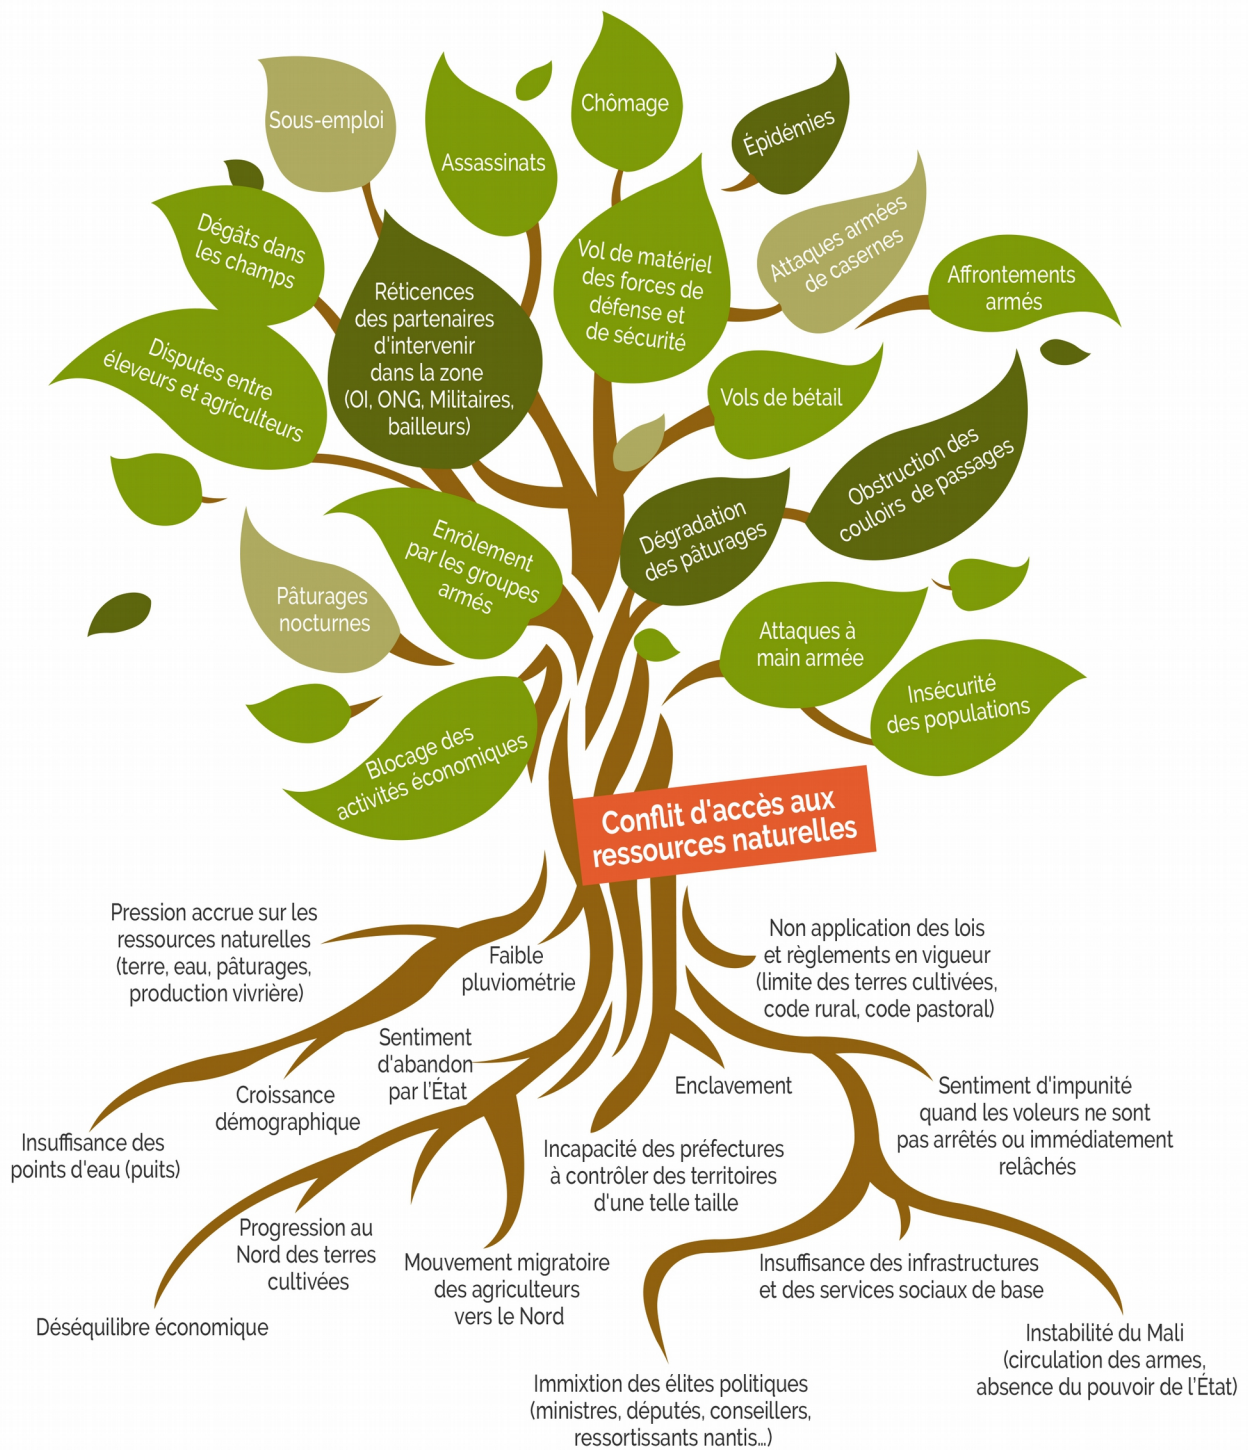 Sous-emploi
Assassinats
Chômage
Épidémies
Dégâts dans
les champs
Réticences
des partenaires
d'intervenir
dans la zone
(OI, ONG, Militaires,
bailleurs)
Vol de matériel
des forces de
défense et
de sécurité
Attaques armées
de casernes
Affrontements
armés
Disputes entre
éleveurs et agriculteurs
Vols de bétail
Obstruction des
couloirs de passages
Enrôlement
par les groupes
armés
Dégradation
des pâturages
Pâturages
nocturnes
Attaques à
main armée
Insécurité
des populations
Blocage des
activités économiques
Conflit d'accès aux
ressources naturelles
Pression accrue sur les
ressources naturelles
(terre, eau, pâturages,
production vivrière)
Faible
pluviométrie
Non application des lois
et règlements en vigueur
(limite des terres cultivées,
code rural, code pastoral)
Sentiment
d'abandon
par l'État
Croissance
démographique
Enclavement
Sentiment d'impunité
quand les voleurs ne sont
pas arrêtés ou immédiatement
relâchés
Insuffisance des
points d'eau (puits)
Incapacité des préfectures
à contrôler des territoires
d'une telle taille
Progression au
Nord des terres
cultivées
Mouvement migratoire
des agriculteurs
vers le Nord
Insuffisance des infrastructures
et des services sociaux de base
Déséquilibre économique
Instabilité du Mali
(circulation des armes,
absence du pouvoir de l'État)
Immixtion des élites politiques
(ministres, députés, conseillers,
ressortissants nantis...)